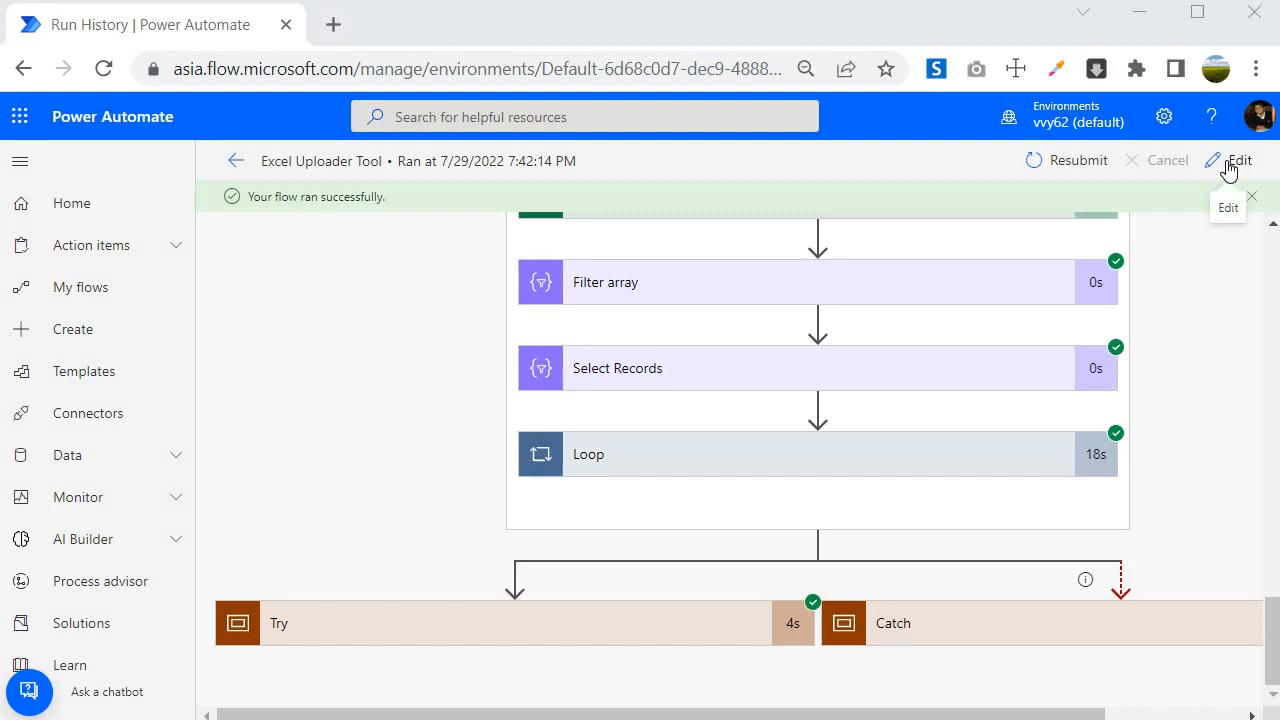 Run History | Power Automate
asia.flow.microsoft.com/manage/environments/Default-6d68c0d7-dec9-4888...
S
Power Automate
Search for helpful resources
Environments
vvy62 (default)
?
Excel Uploader Tool • Ran at 7/29/2022 7:42:14 PM
Resubmit
Cancel
Edit
Your flow ran successfully.
Edit
Home
Action items
My flows
Create
Templates
Connectors
Data
Monitor
AI Builder
Process advisor
Solutions
Learn
Ask a chatbot
Filter array
0s
Select Records
0s
Loop
18s
Try
4s
Catch